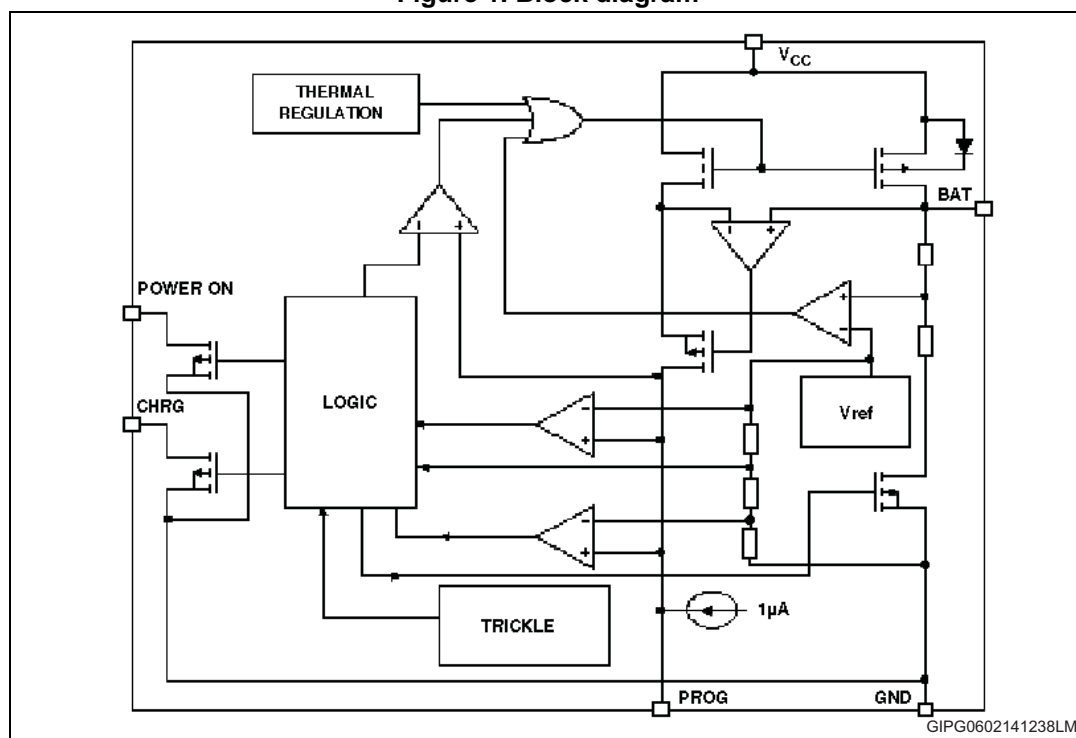 Figure 1. Block diagram
VCC
THERMAL
REGULATION
BAT
POWER ON
CHRG
LOGIC
Vref
TRICKLE
1µA
PROG
GND
- +
+
-
-
+
-
+
GIPG0602141238LM